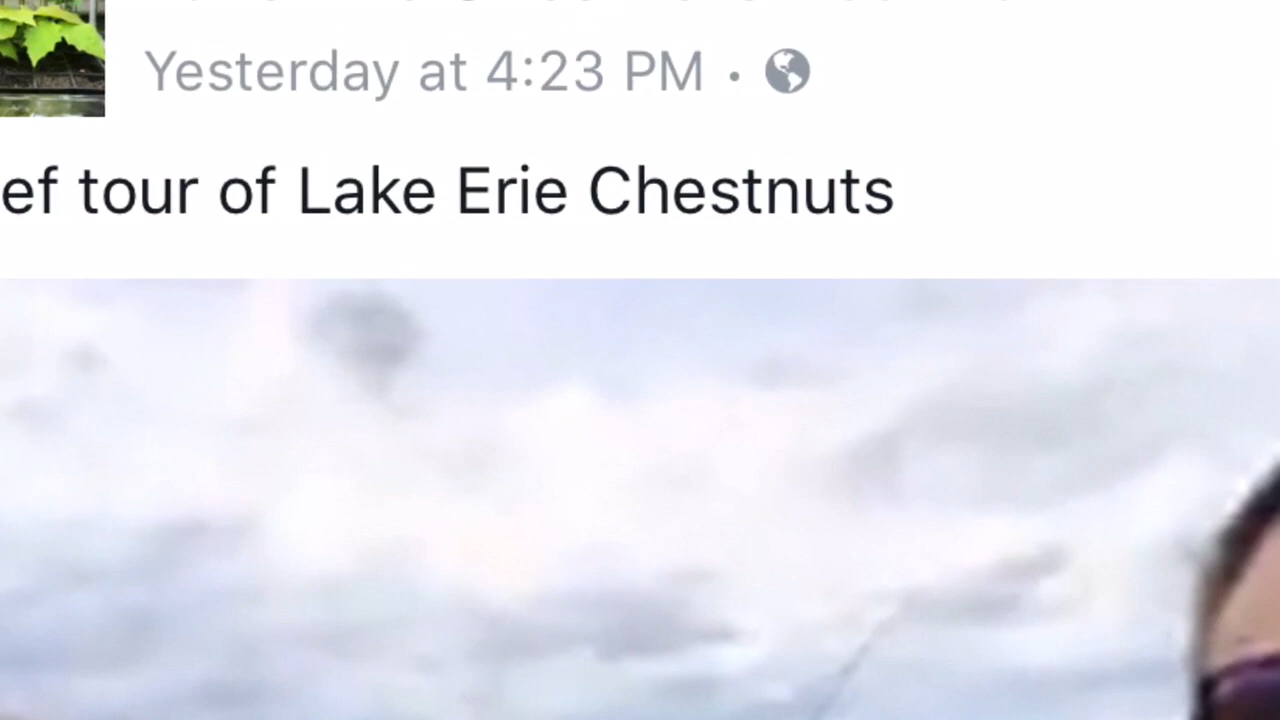 Yesterday at 4:23 PM ·
ef tour of Lake Erie Chestnuts